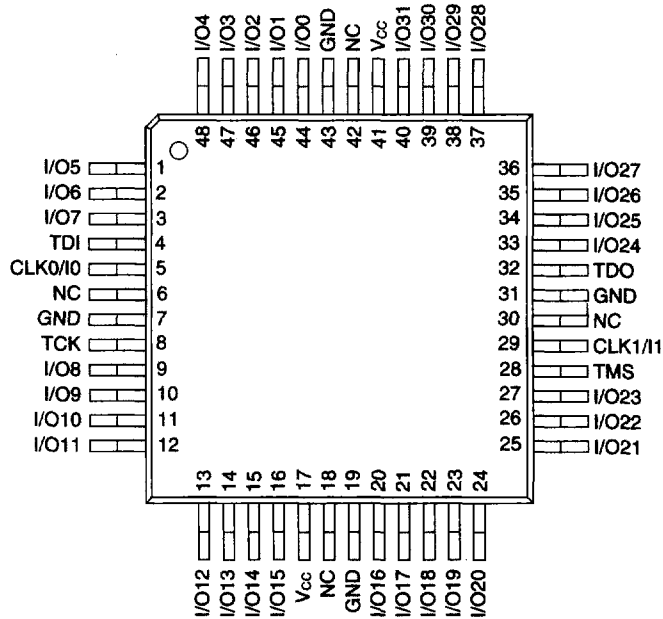 I/O4 I/O3 I/O2 I/O1 I/O0 GND NC Vcc I/O31 I/O30 I/O29 I/O28
48 47 46 45 44 43 42 41 40 39 38 37
I/O5 1 36 I/O27
I/O6 2 35 I/O26
I/O7 3 34 I/O25
TDI 4 33 I/O24
CLK0/I0 5 32 TDO
NC 6 31 GND
GND 7 30 NC
TCK 8 29 CLK1/I1
I/O8 9 28 TMS
I/O9 10 27 I/O23
I/O10 11 26 I/O22
I/O11 12 25 I/O21
13 14 15 16 17 18 19 20 21 22 23 24
I/O12 I/O13 I/O14 I/O15 Vcc NC GND I/O16 I/O17 I/O18 I/O19 I/O20